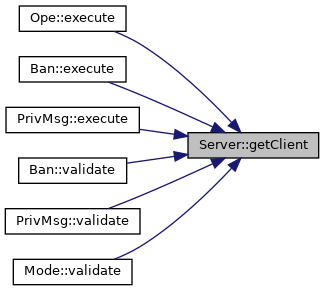 Ope::execute
Ban::execute
PrivMsg::execute
Server::getClient
Ban::validate
PrivMsg::validate
Mode::validate